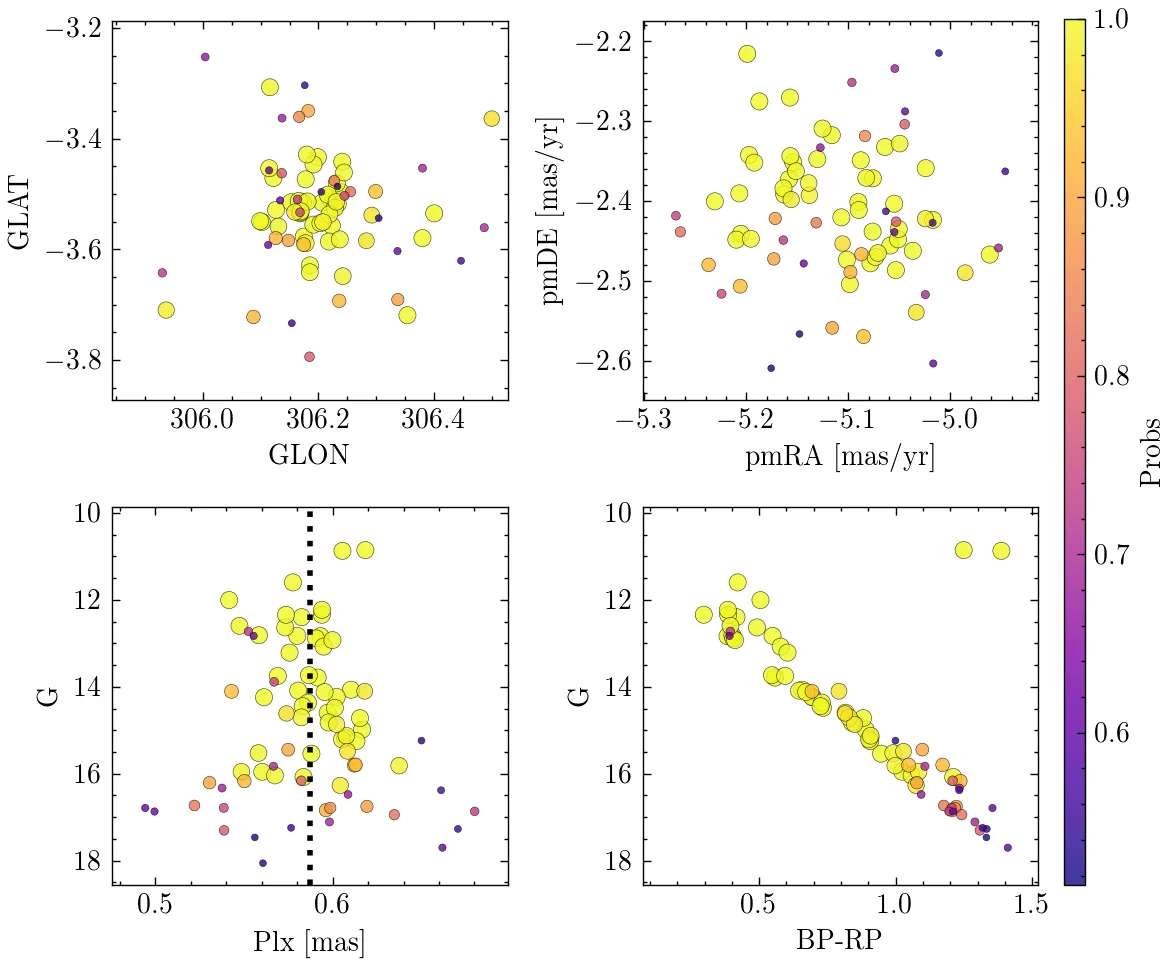 −3.2
−3.4
−3.6
−3.8
GLAT
306.0 306.2 306.4
GLON
−2.2
−2.3
−2.4
−2.5
−2.6
pmDE [mas/yr]
−5.3 −5.2 −5.1 −5.0
pmRA [mas/yr]
1.0
0.9
0.8
0.7
0.6
Probs
10
12
14
16
18
G
0.5 0.6
Plx [mas]
10
12
14
16
18
G
0.5 1.0 1.5
BP-RP